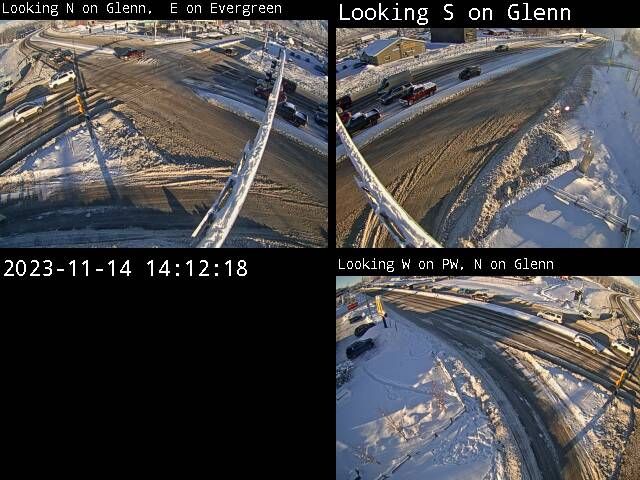 Looking N on Glenn,  E on Evergreen
Looking S on Glenn
2023-11-14 14:12:18
Looking W on PW, N on Glenn